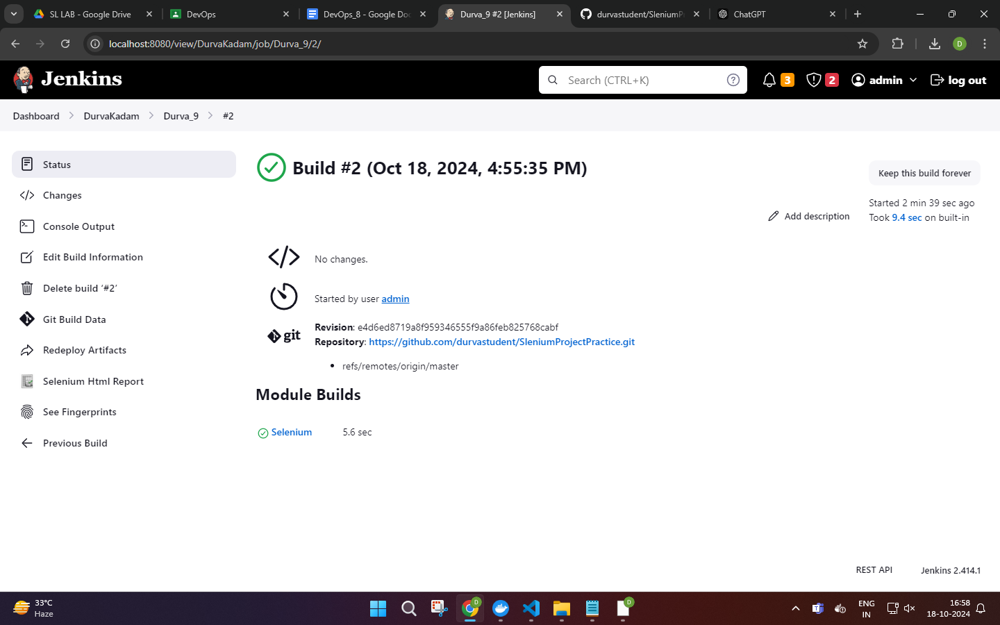 SL LAB - Google Drive
DevOps
DevOps_8 - Google Doc
Durva_9 #2 [Jenkins]
durvastudent/SleniumP
ChatGPT
localhost:8080/view/DurvaKadam/job/Durva_9/2/
D
Jenkins
Search (CTRL+K)
3
2
admin
log out
Dashboard
DurvaKadam
Durva_9
#2
Status
Changes
Console Output
Edit Build Information
Delete build ‘#2’
Git Build Data
Redeploy Artifacts
Selenium Html Report
See Fingerprints
Previous Build
Build #2 (Oct 18, 2024, 4:55:35 PM)
Keep this build forever
Add description
Started 2 min 39 sec ago
Took 9.4 sec on built-in
No changes.
Started by user admin
git
Revision: e4d6ed8719a8f959346555f9a86feb825768cabf
Repository: https://github.com/durvastudent/SleniumProjectPractice.git
refs/remotes/origin/master
Module Builds
Selenium 5.6 sec
REST API
Jenkins 2.414.1
33°C
Haze
D
D
ENG
IN
16:58
18-10-2024